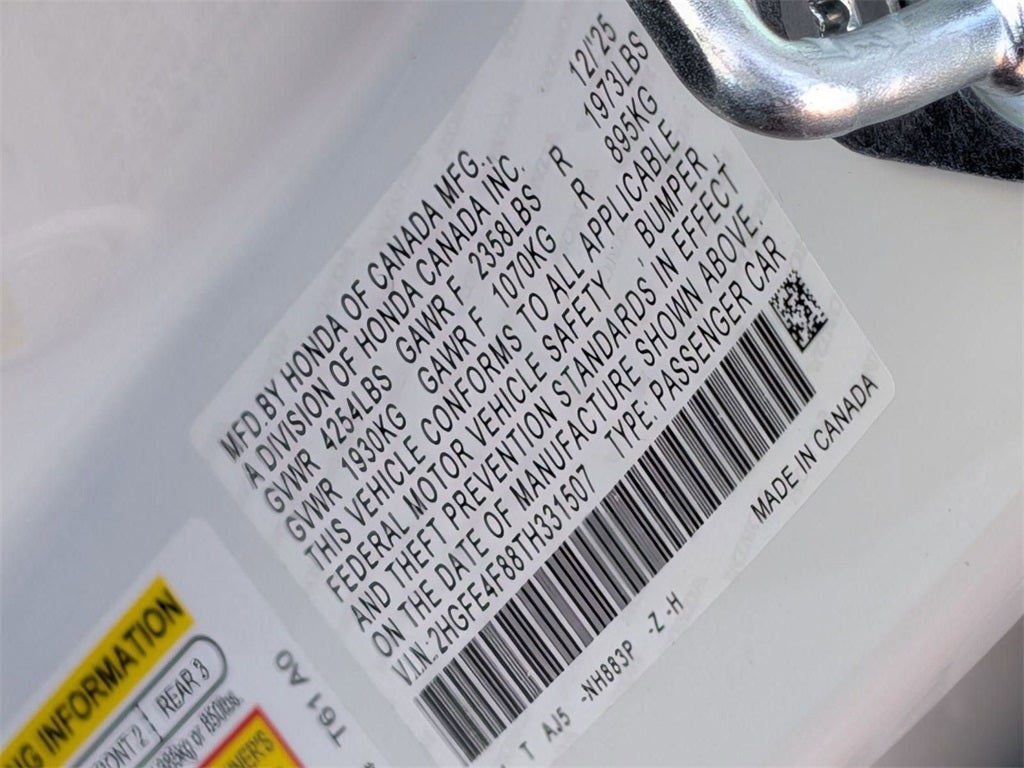 MFD BY HONDA OF CANADA MFG., 12/'25
A DIVISION OF HONDA CANADA INC.
GVWR 4254LBS GAWR F 2358LBS R 1973LBS
GVWR 1930KG GAWR F 1070KG R 895KG
THIS VEHICLE CONFORMS TO ALL APPLICABLE
FEDERAL MOTOR VEHICLE SAFETY, BUMPER,
AND THEFT PREVENTION STANDARDS IN EFFECT
ON THE DATE OF MANUFACTURE SHOWN ABOVE.
V.I.N.:2HGFE4F88TH331507 TYPE: PASSENGER CAR
T AJ5 -NH883P -Z -H MADE IN CANADA
T61 A0
INFORMATION
2 REAR 3
or 850lbs.